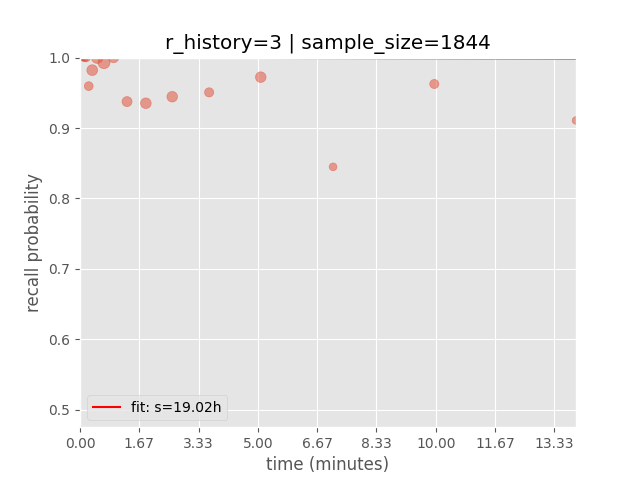 r_history=3 | sample_size=1844
recall probability
1.0
0.9
0.8
0.7
0.6
0.5
fit: s=19.02h
0.00 1.67 3.33 5.00 6.67 8.33 10.00 11.67 13.33
time (minutes)